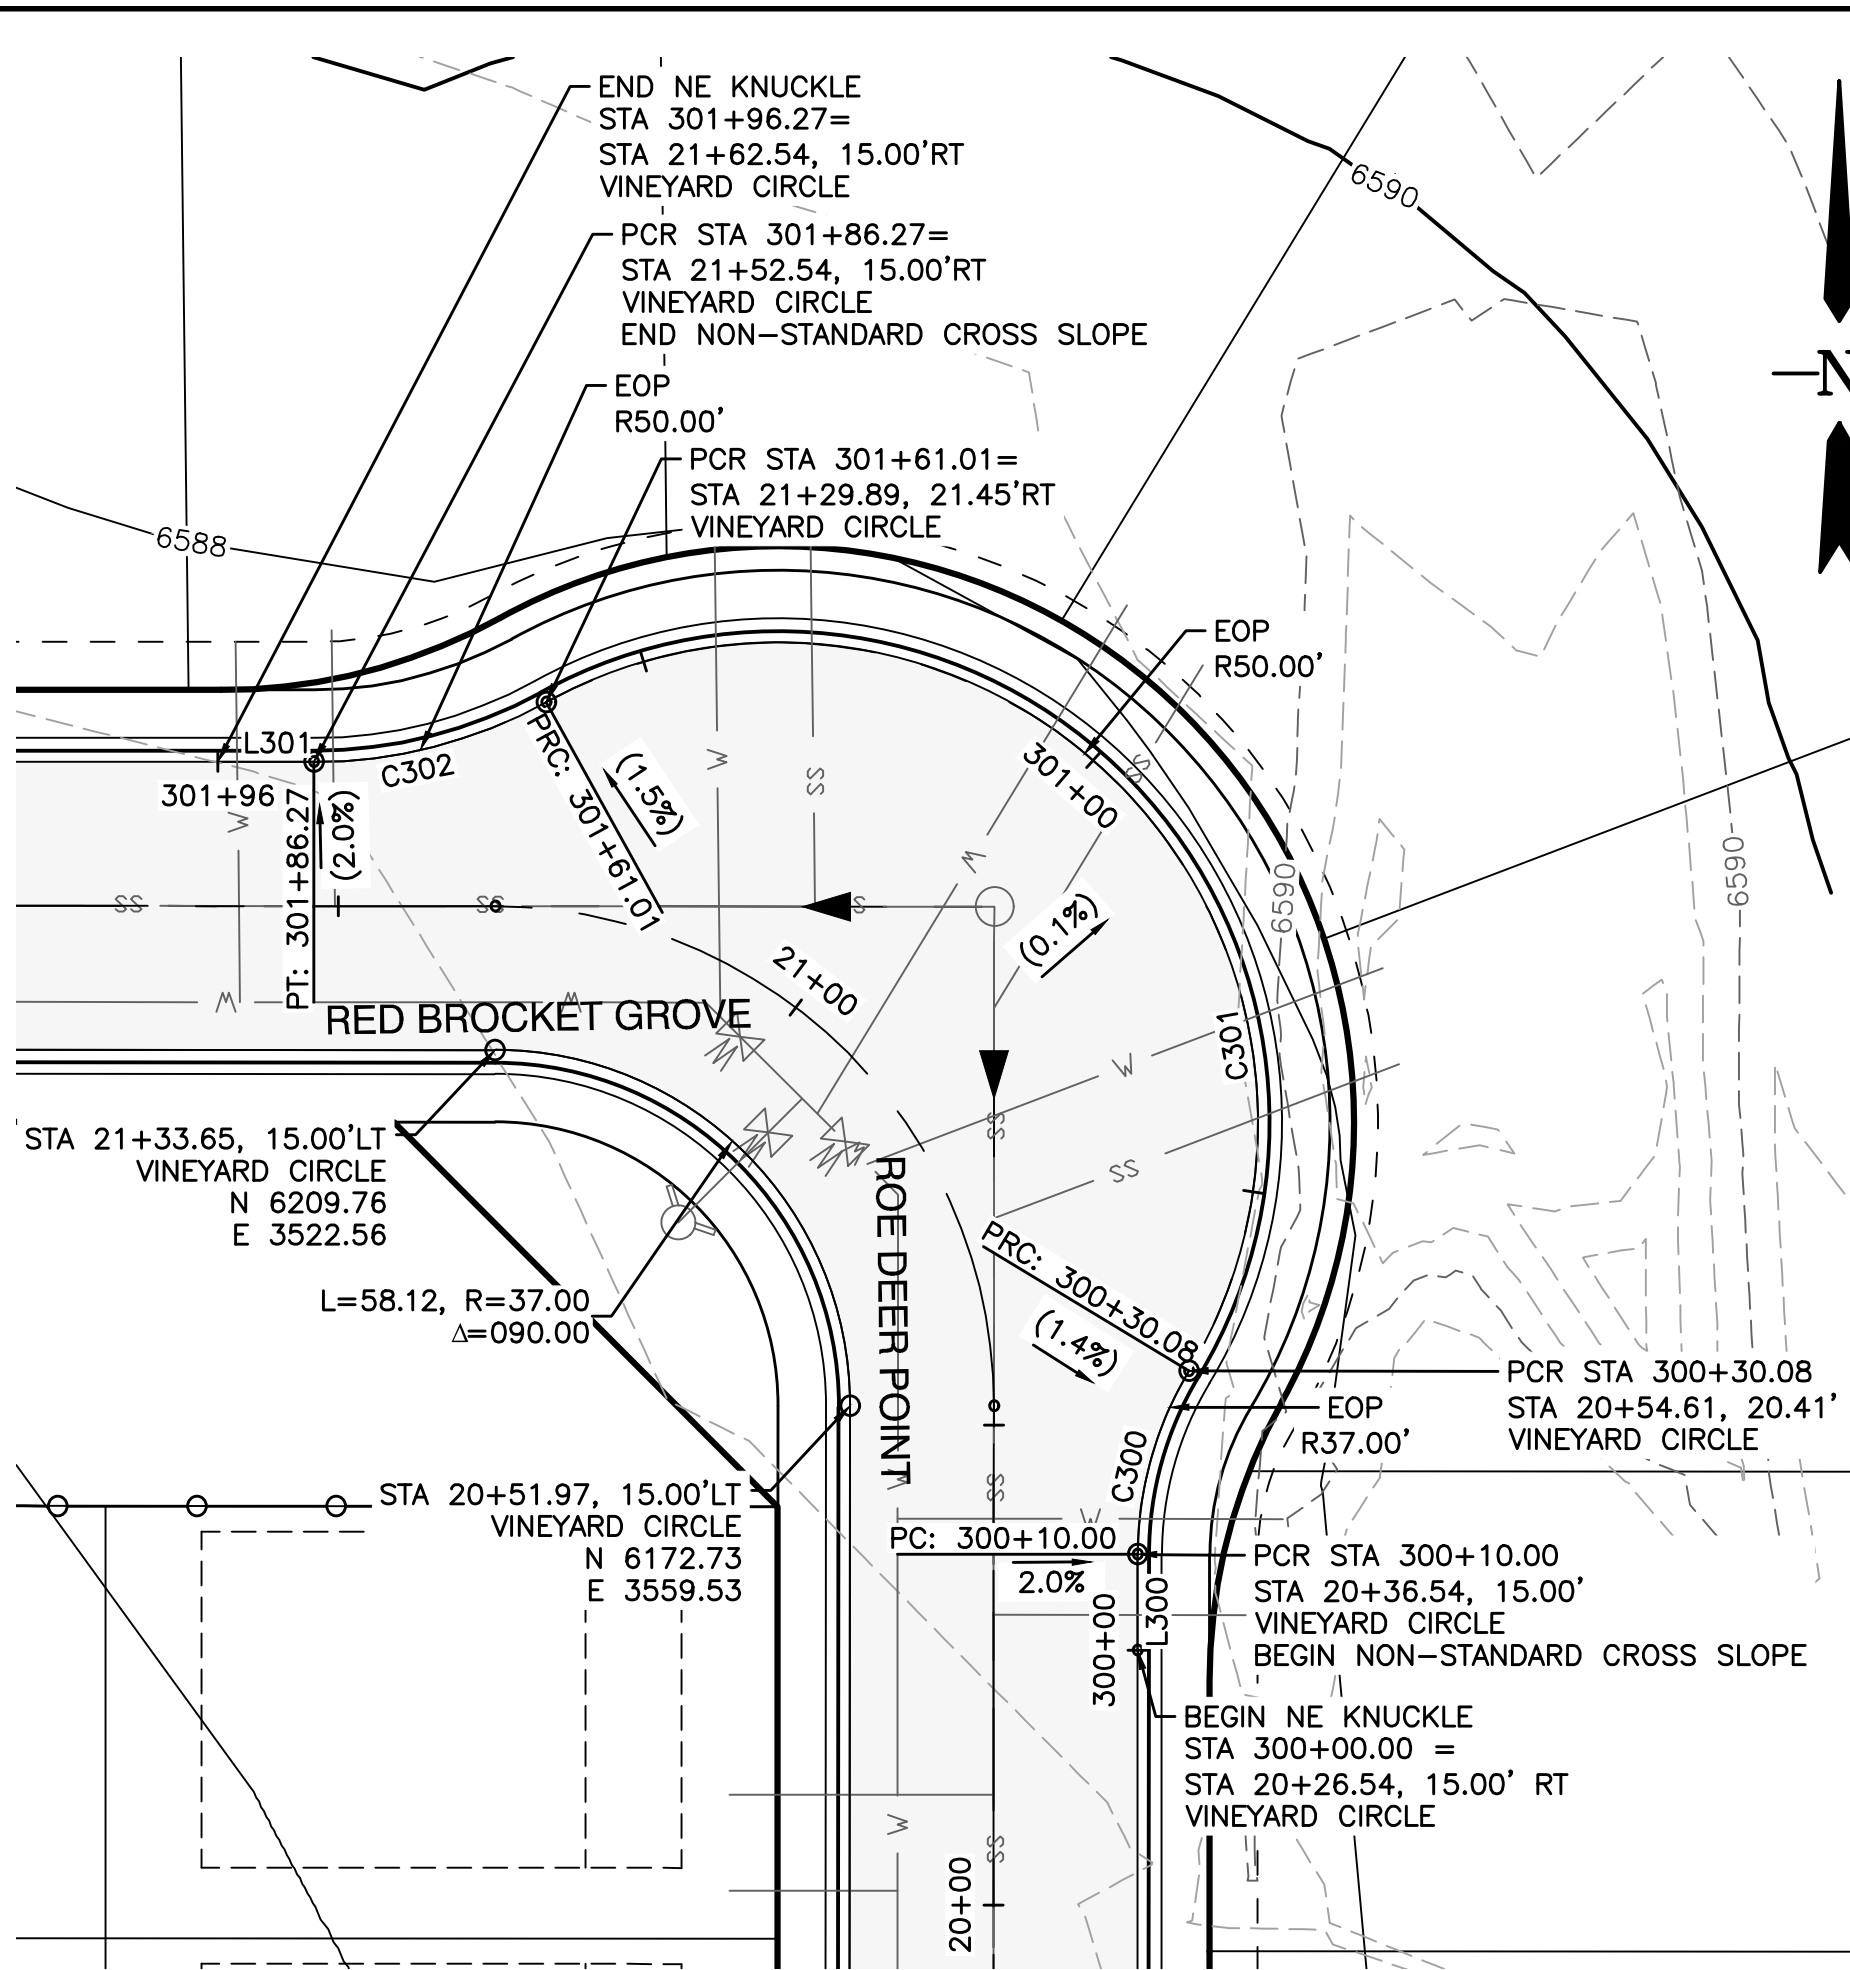 END NE KNUCKLE
STA 301+96.27=
STA 21+62.54, 15.00'RT
VINEYARD CIRCLE
6590
PCR STA 301+86.27=
STA 21+52.54, 15.00'RT
VINEYARD CIRCLE
END NON-STANDARD CROSS SLOPE
N
EOP
R50.00'
PCR STA 301+61.01=
STA 21+29.89, 21.45'RT
VINEYARD CIRCLE
6588
EOP
R50.00'
L301
C302
301+96
PRC: 301+61.01
(1.5%)
W
SS
SS
301+00
W
PT: 301+86.27
(2.0%)
W
6590
6590
SS
SS
S
(0.1%)
21+00
W
W
RED BROCKET GROVE
C301
W
W
SS
STA 21+33.65, 15.00'LT
VINEYARD CIRCLE
N 6209.76
E 3522.56
W
W
SS
ROE DEER POINT
PRC: 300+30.08
(1.4%)
L=58.12, R=37.00
Δ=090.00
PCR STA 300+30.08
STA 20+54.61, 20.41'
VINEYARD CIRCLE
EOP
R37.00'
C300
STA 20+51.97, 15.00'LT
VINEYARD CIRCLE
N 6172.73
E 3559.53
W
SS
W
PC: 300+10.00
2.0%
PCR STA 300+10.00
STA 20+36.54, 15.00'
VINEYARD CIRCLE
BEGIN NON-STANDARD CROSS SLOPE
300+00
L300
BEGIN NE KNUCKLE
STA 300+00.00 =
STA 20+26.54, 15.00' RT
VINEYARD CIRCLE
W
SS
20+00